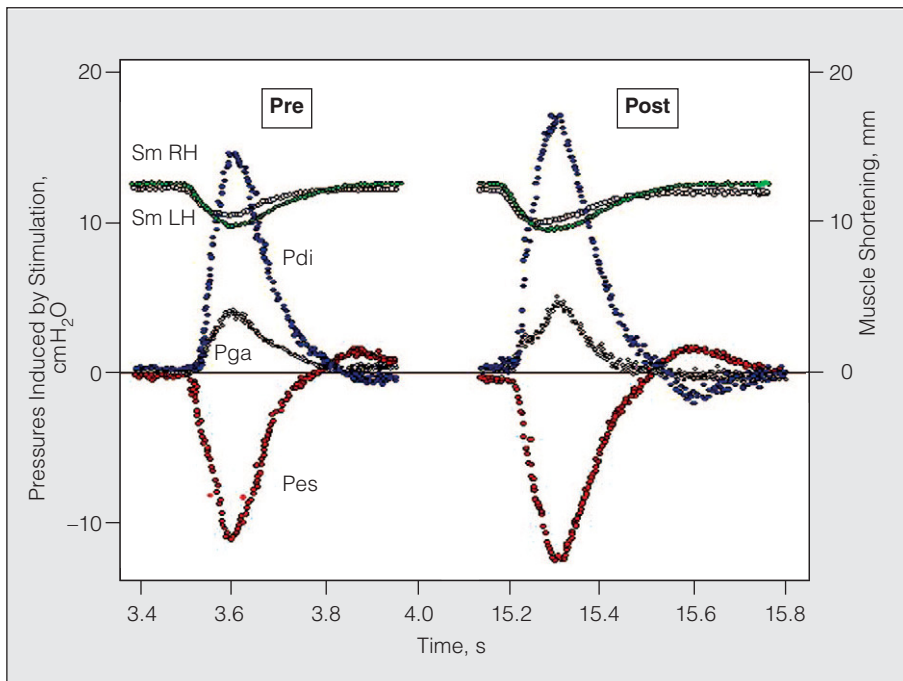 20
10
0
−10
Pressures Induced by Stimulation,
cmH₂O
Pre
Post
Sm RH
Sm LH
Pdi
Pga
Pes
20
10
0
Muscle Shortening, mm
3.4 3.6 3.8 4.0 15.2 15.4 15.6 15.8
Time, s